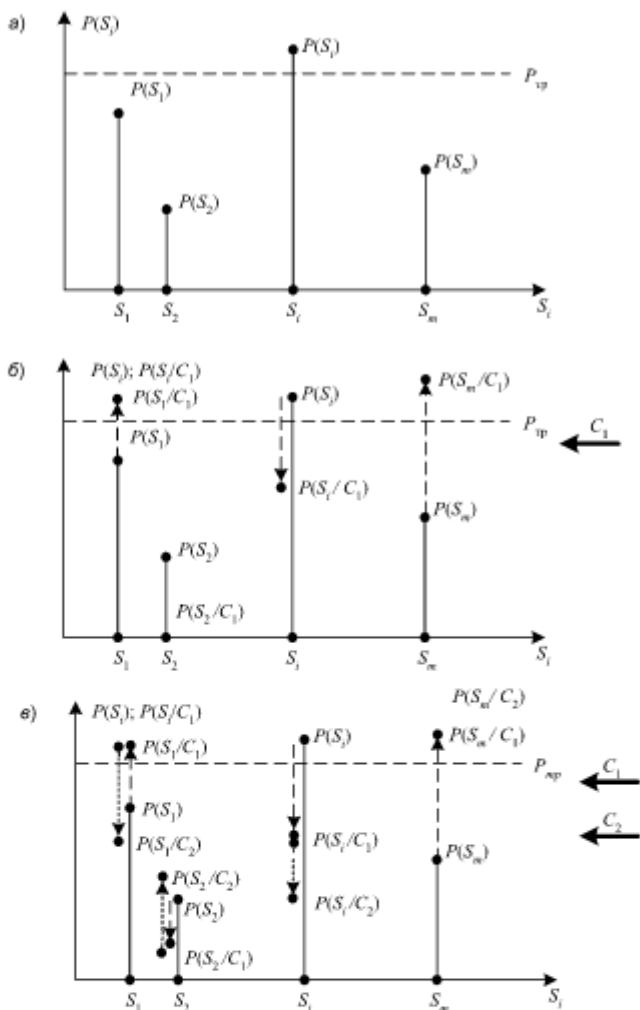 а)
P(S_i)
P(S_i)
P_тр
P(S_1)
P(S_m)
P(S_2)
S_1 S_2 S_i S_m S_i
б)
P(S_i); P(S_i/C_1)
P(S_1/C_1)
P(S_i)
P(S_m/C_1)
P(S_1)
P_тр
C_1
P(S_i/C_1)
P(S_m)
P(S_2)
P(S_2/C_1)
S_1 S_2 S_i S_m S_i
в)
P(S_m/C_2)
P(S_i); P(S_i/C_1)
P(S_i)
P(S_m/C_1)
P(S_1/C_1)
P_тр
C_1
P(S_1)
C_2
P(S_1/C_2)
P(S_i/C_1)
P(S_m)
P(S_2/C_2)
P(S_2)
P(S_i/C_2)
P(S_2/C_1)
S_1 S_2 S_i S_m S_i